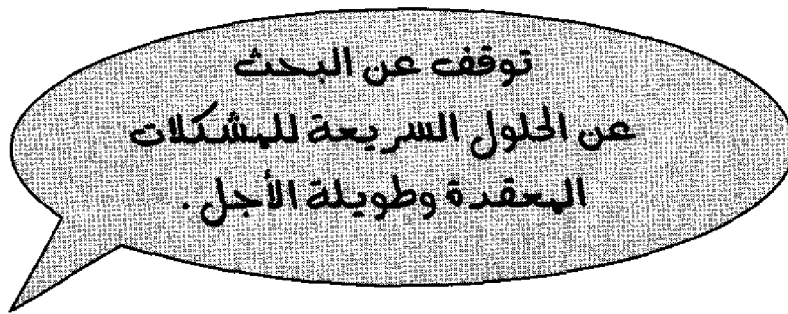 توقف عن البحث
عن الحلول السريعة للمشكلات
المعقدة وطويلة الأجل .